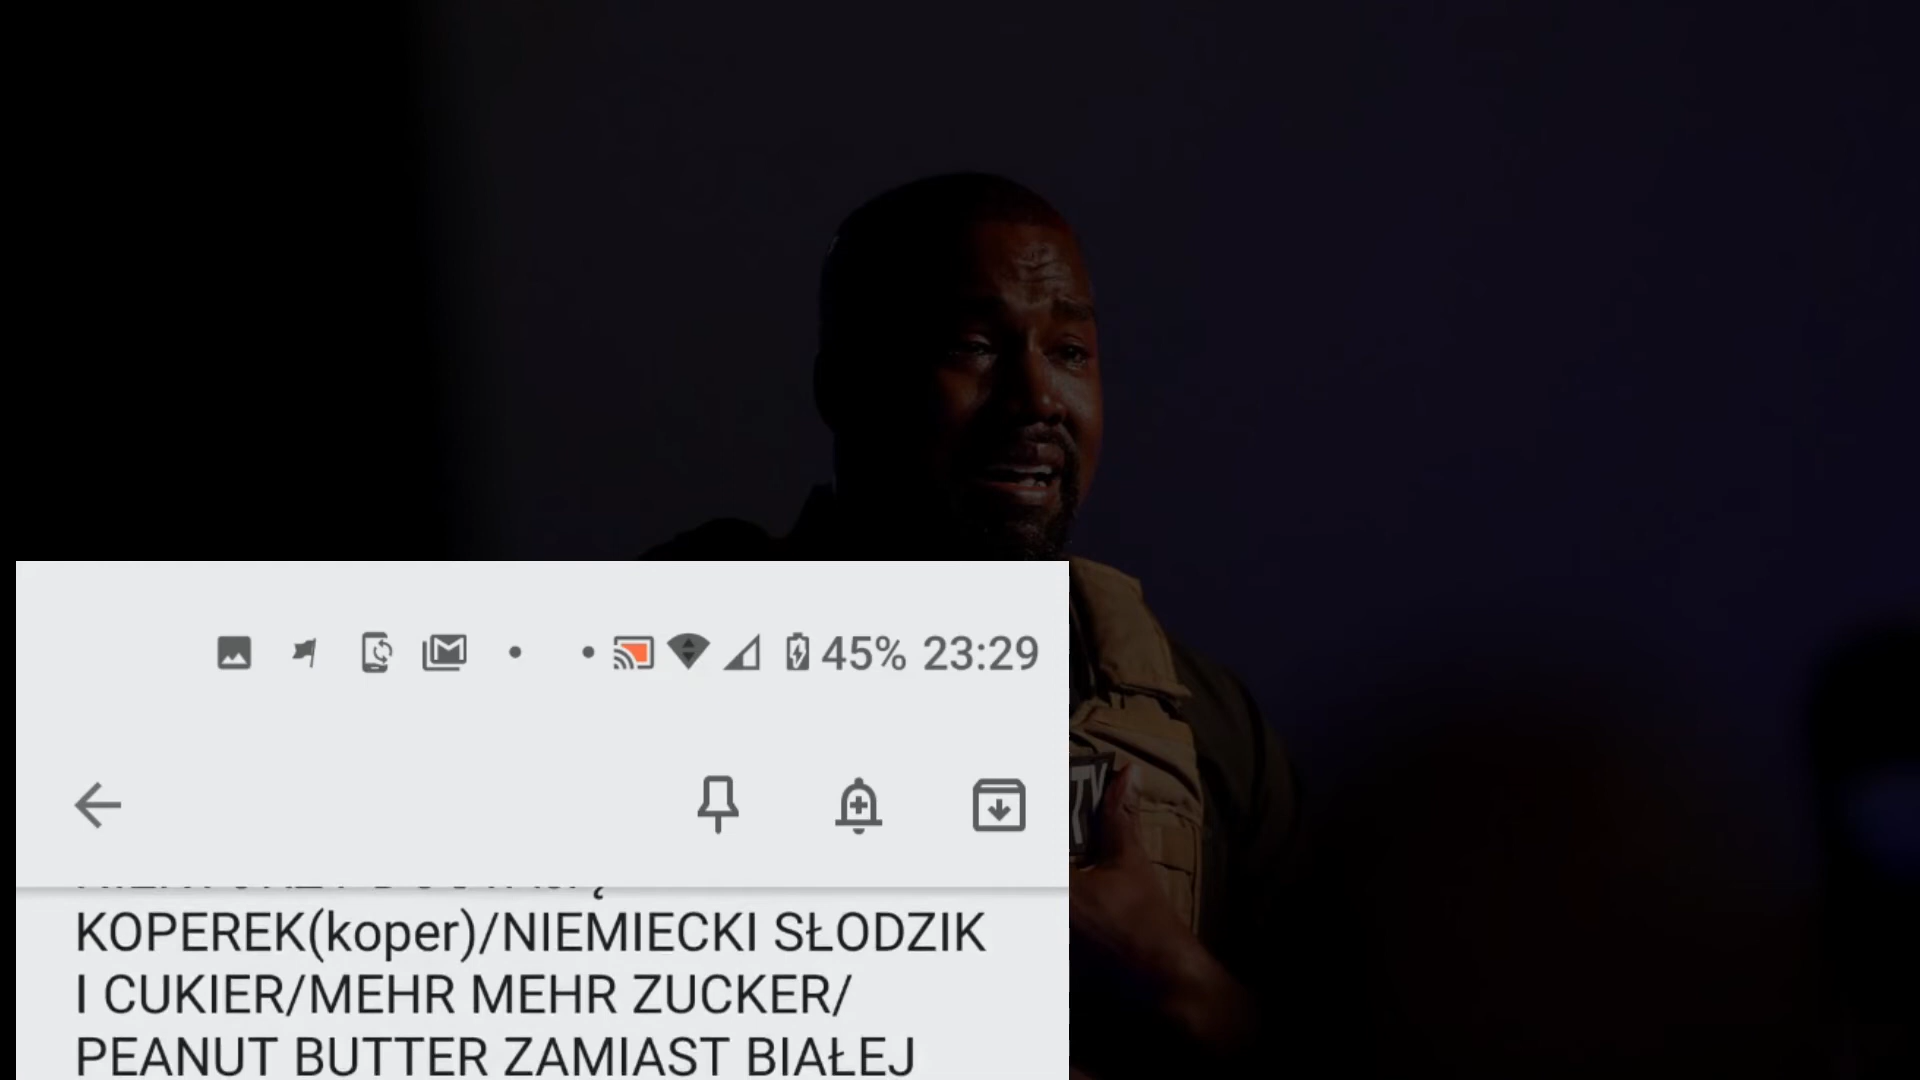 45% 23:29
KOPEREK(koper)/NIEMIECKI SŁODZIK
I CUKIER/MEHR MEHR ZUCKER/
PEANUT BUTTER ZAMIAST BIAŁEJ